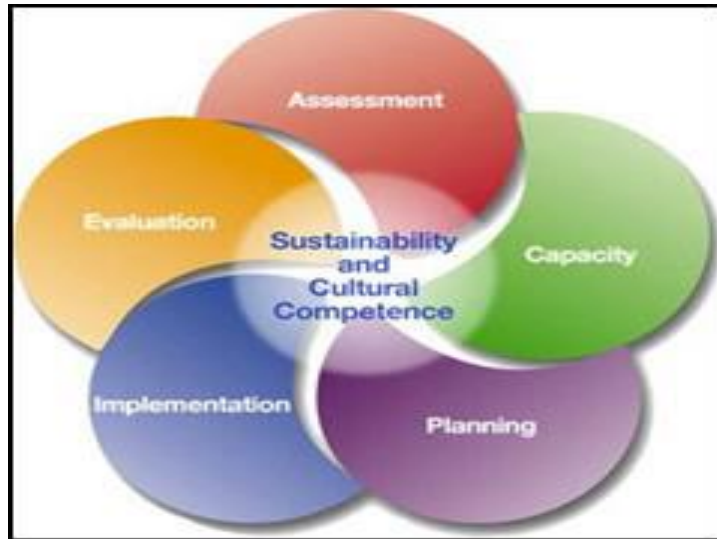 Assessment
Capacity
Planning
Implementation
Evaluation
Sustainability
and
Cultural
Competence